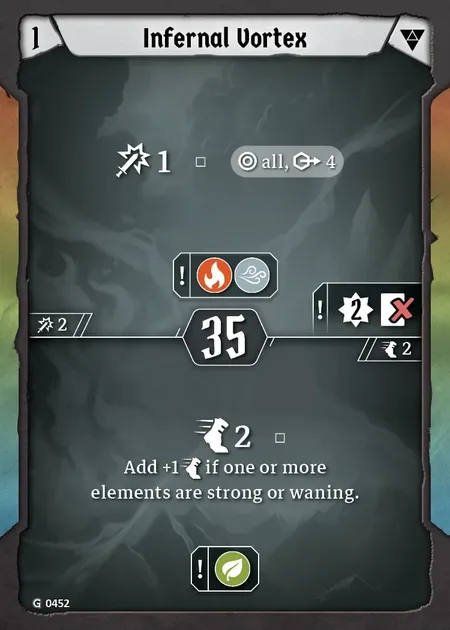 1 Infernal Vortex
1 all, 4
!
! 2
2
35
2
2
Add +1 if one or more
elements are strong or waning.
!
G 0452